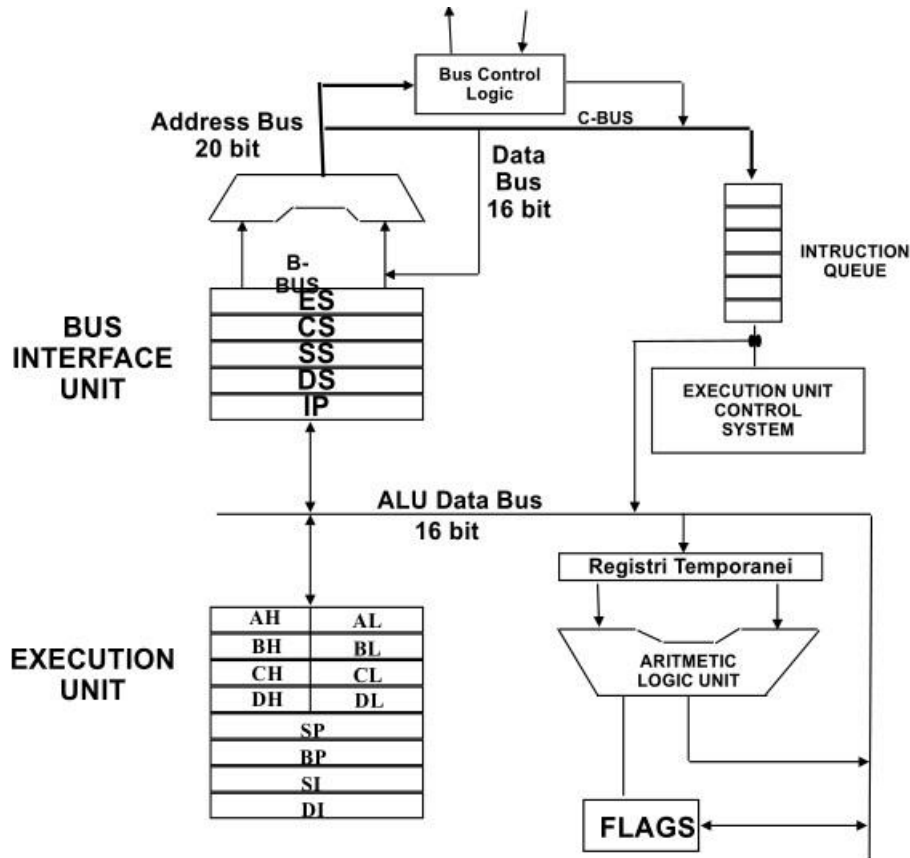 Bus Control
Logic
Address Bus
20 bit
C-BUS
Data
Bus
16 bit
B-
BUS
ES
CS
SS
DS
IP
BUS
INTERFACE
UNIT
INTRUCTION
QUEUE
EXECUTION UNIT
CONTROL
SYSTEM
ALU Data Bus
16 bit
Registri Temporanei
AH AL
BH BL
CH CL
DH DL
SP
BP
SI
DI
EXECUTION
UNIT
ARITMETIC
LOGIC UNIT
FLAGS